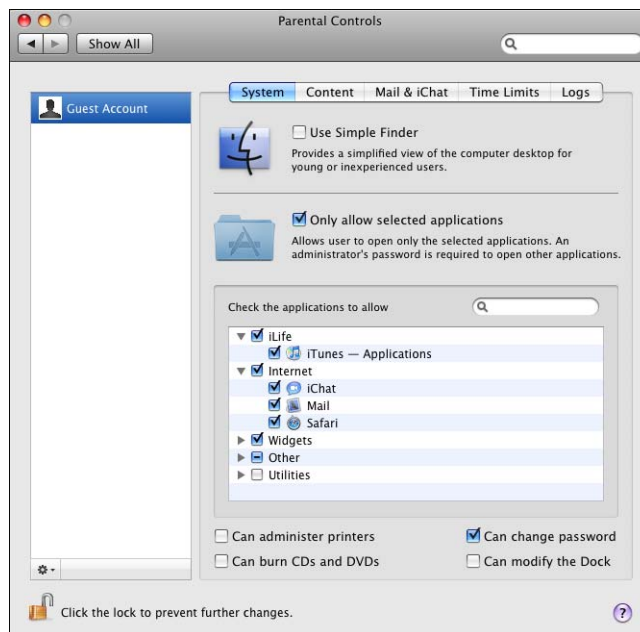 Parental Controls
Show All
Guest Account
System Content Mail & iChat Time Limits Logs
Use Simple Finder
Provides a simplified view of the computer desktop for
young or inexperienced users.
Only allow selected applications
Allows user to open only the selected applications. An
administrator's password is required to open other applications.
Check the applications to allow
iLife
iTunes — Applications
Internet
iChat
Mail
Safari
Widgets
Other
Utilities
Can administer printers
Can change password
Can burn CDs and DVDs
Can modify the Dock
Click the lock to prevent further changes.
?